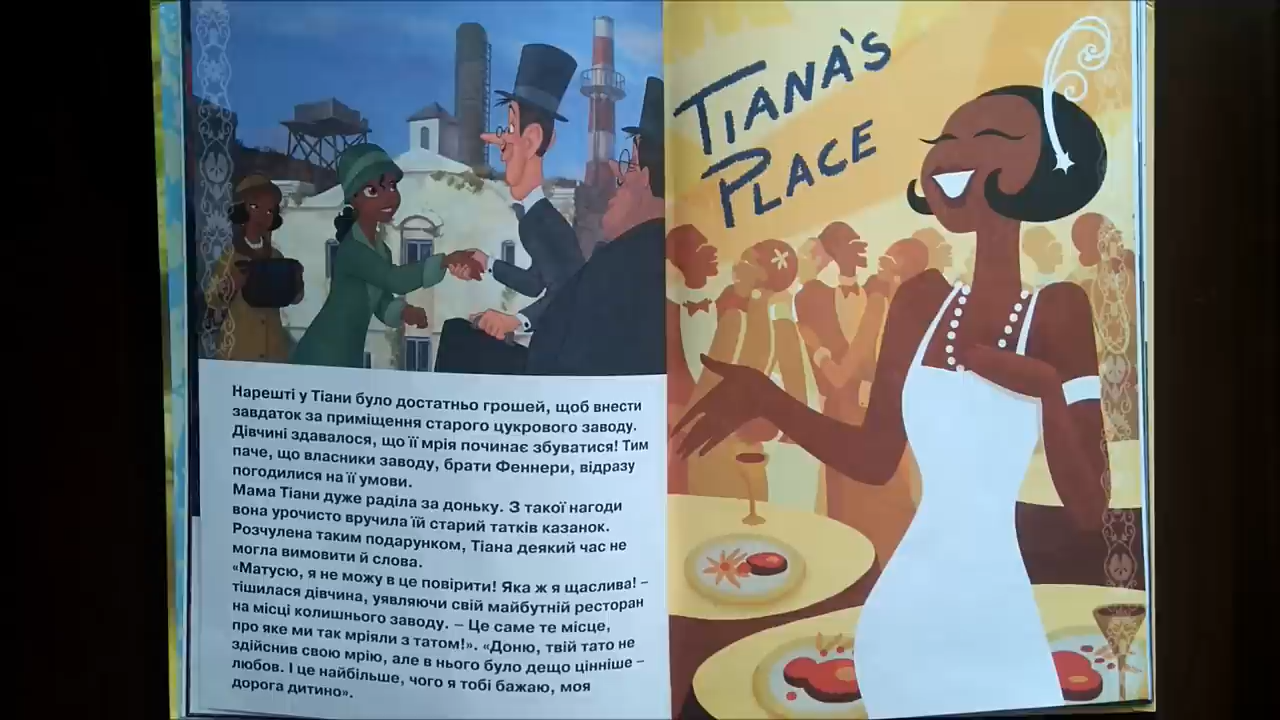 Нарешті у Тіани було достатньо грошей, щоб внести
завдаток за приміщення старого цукрового заводу.
Дівчині здавалося, що її мрія починає збуватися! Тим
паче, що власники заводу, брати Феннери, відразу
погодилися на її умови.
Мама Тіани дуже раділа за доньку. З такої нагоди
вона урочисто вручила їй старий татків казанок.
Розчулена таким подарунком, Тіана деякий час не
могла вимовити й слова.
«Матусю, я не можу в це повірити! Яка ж я щаслива! –
тішилася дівчина, уявляючи свій майбутній ресторан
на місці колишнього заводу. – Це саме те місце,
про яке ми так мріяли з татом!». «Доню, твій тато не
здійснив свою мрію, але в нього було дещо цінніше –
любов. І це найбільше, чого я тобі бажаю, моя
дорога дитино».
TIANA'S
PLACE